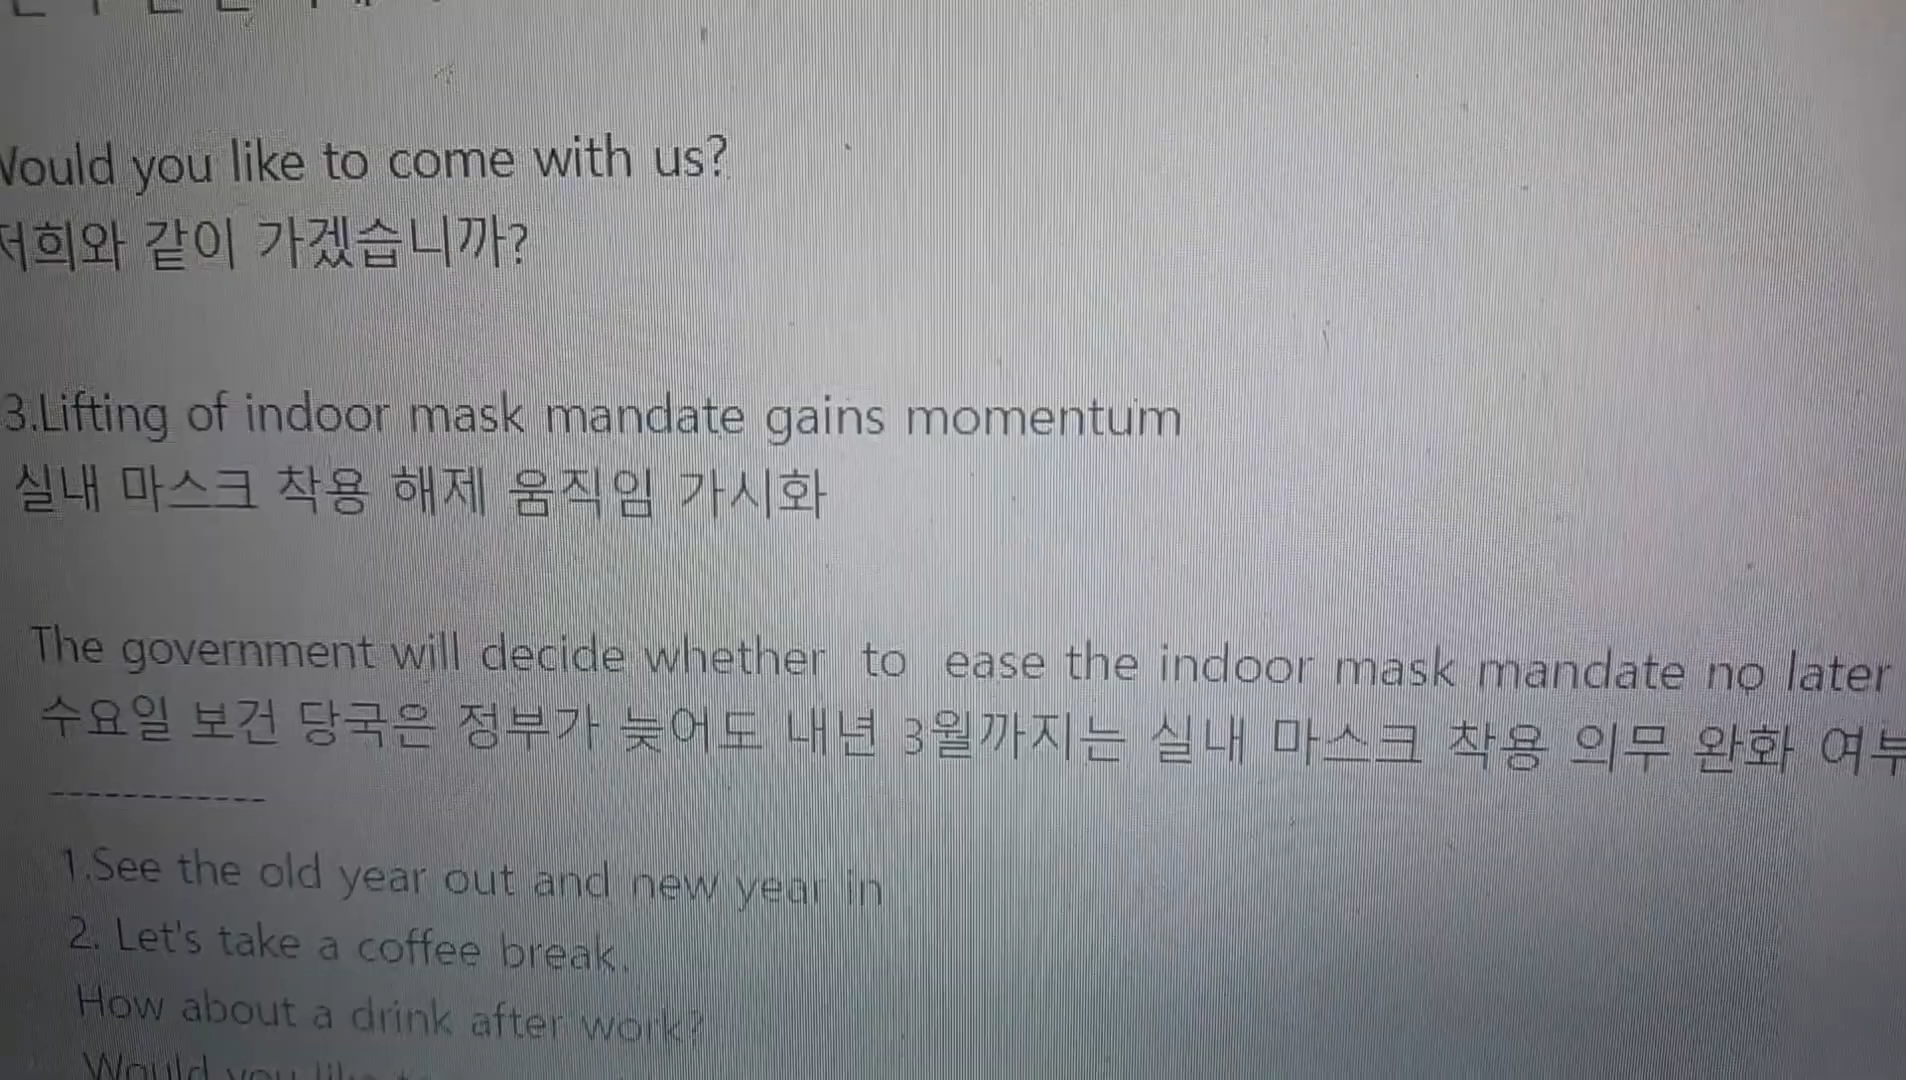 Would you like to come with us?
저희와 같이 가겠습니까?
3.Lifting of indoor mask mandate gains momentum
실내 마스크 착용 해제 움직임 가시화
The government will decide whether to ease the indoor mask mandate no later
수요일 보건 당국은 정부가 늦어도 내년 3월까지는 실내 마스크 착용 의무 완화 여부
------------
1.See the old year out and new year in
2. Let's take a coffee break.
How about a drink after work?
Would you like to